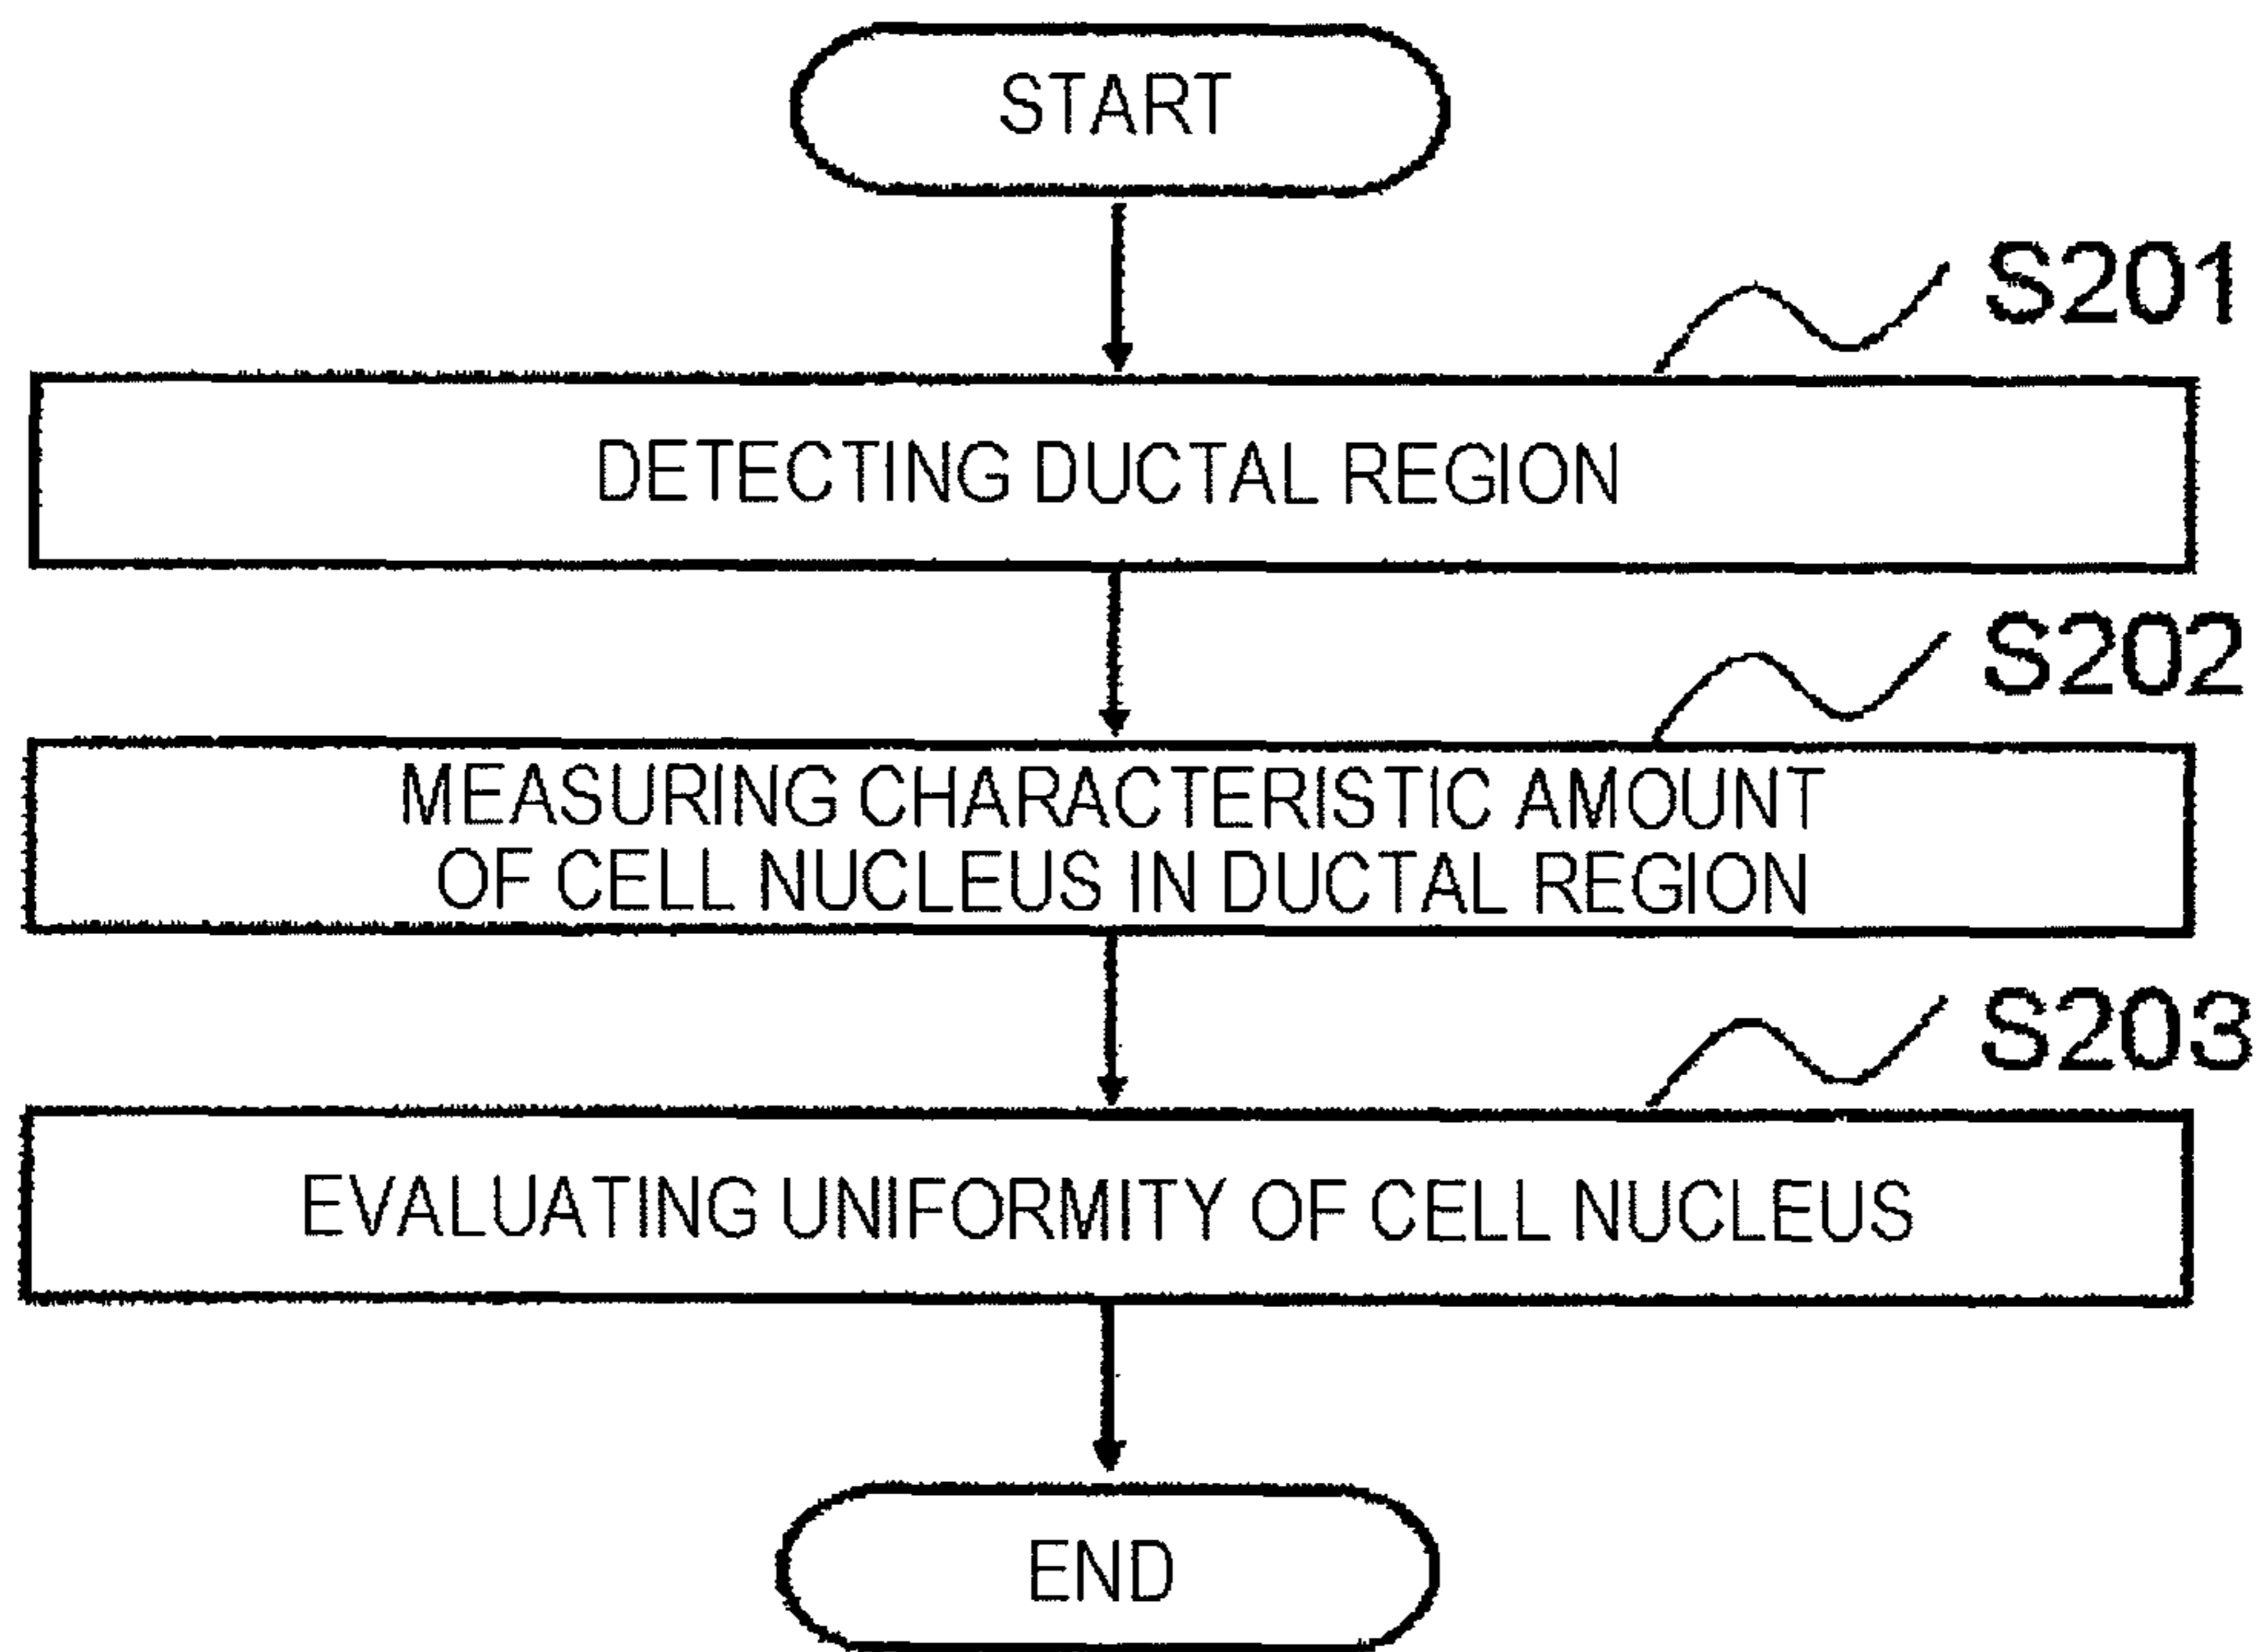 START
S201
DETECTING DUCTAL REGION
S202
MEASURING CHARACTERISTIC AMOUNT
OF CELL NUCLEUS IN DUCTAL REGION
S203
EVALUATING UNIFORMITY OF CELL NUCLEUS
END